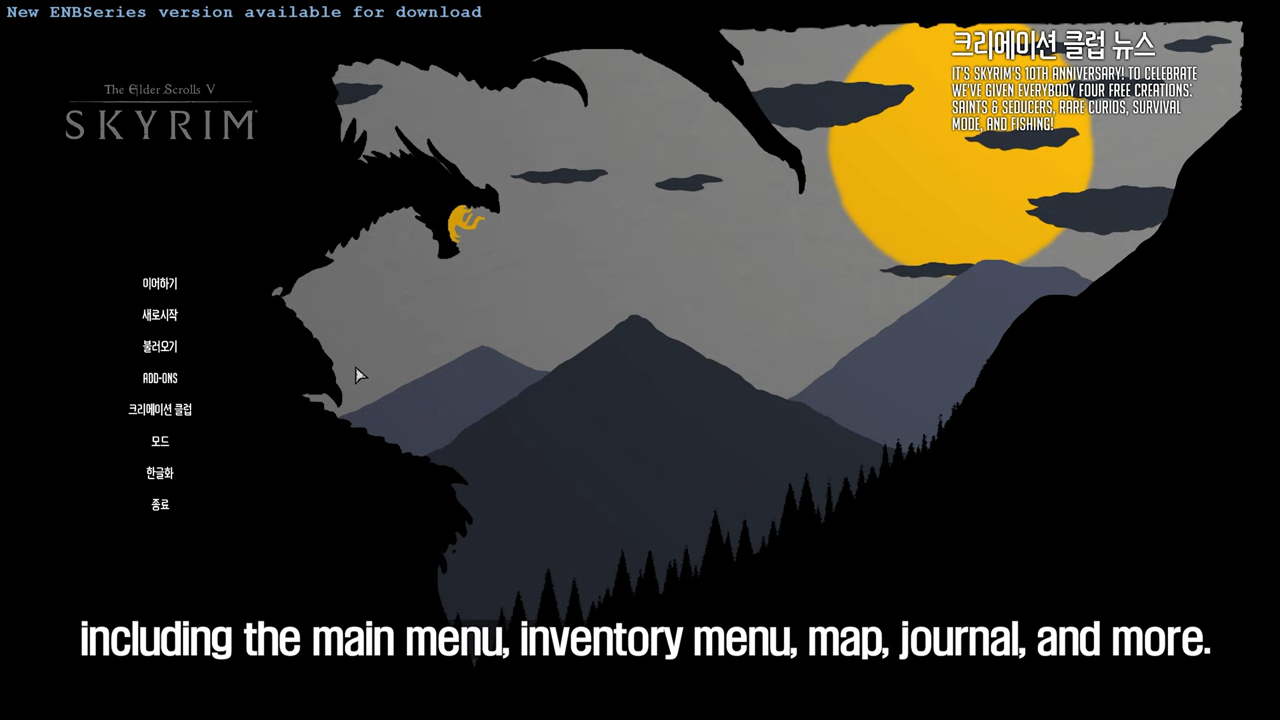 New ENBSeries version available for download
The Elder Scrolls V
SKYRIM
크리에이션 클럽 뉴스
IT'S SKYRIM'S 10TH ANNIVERSARY! TO CELEBRATE
WE'VE GIVEN EVERYBODY FOUR FREE CREATIONS:
SAINTS & SEDUCERS, RARE CURIOS, SURVIVAL
MODE, AND FISHING!
이어하기
새로시작
불러오기
ADD-ONS
크리에이션 클럽
모드
한글화
종료
including the main menu, inventory menu, map, journal, and more.